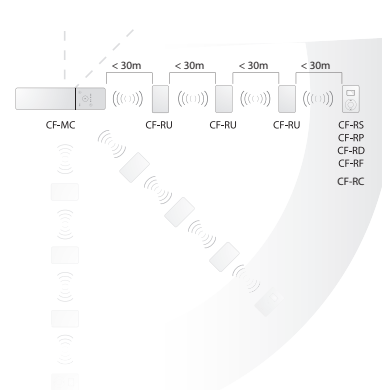 < 30m < 30m < 30m < 30m
CF-MC CF-RU CF-RU CF-RU CF-RS
CF-RP
CF-RD
CF-RF
CF-RC